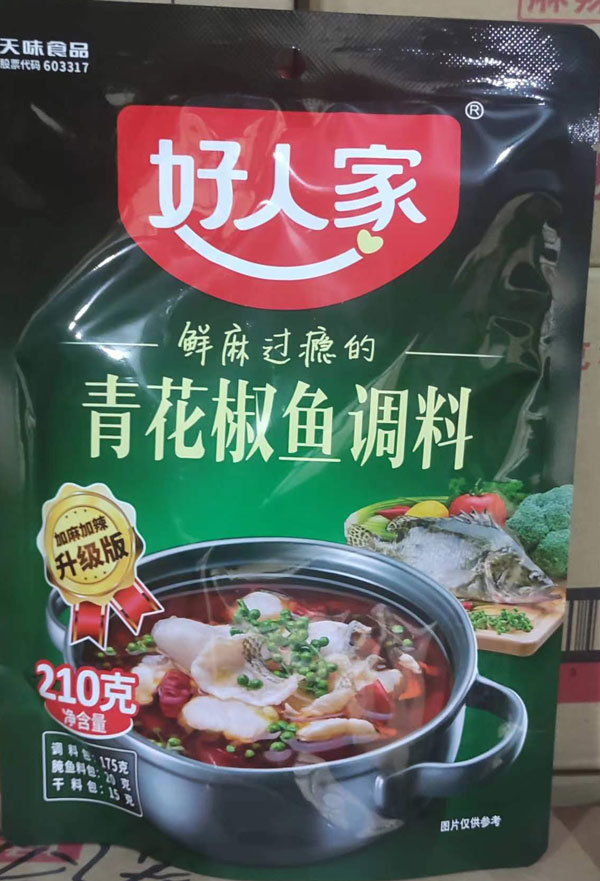 天味食品
股票代码 603317
好人家
®
鲜麻过瘾的
青花椒鱼调料
加麻加辣
升级版
210克
净含量
调料包：175克
腌鱼料包：20克
干料包：15克
图片仅供参考